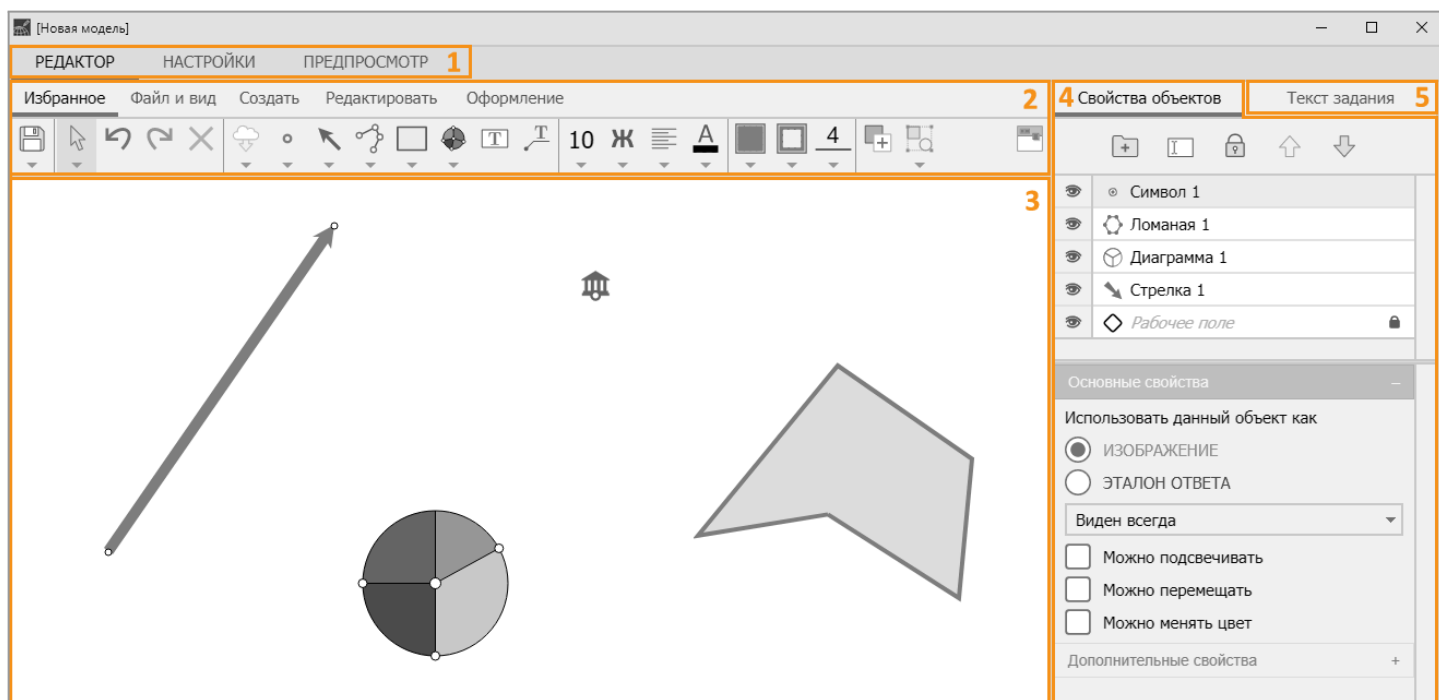 [Новая модель]
РЕДАКТОР НАСТРОЙКИ ПРЕДПРОСМОТР 1
Избранное Файл и вид Создать Редактировать Оформление 2
4 Свойства объектов Текст задания 5
T T 10 Ж A 4
3
Символ 1
Ломаная 1
Диаграмма 1
Стрелка 1
Рабочее поле
Основные свойства
Использовать данный объект как
ИЗОБРАЖЕНИЕ
ЭТАЛОН ОТВЕТА
Виден всегда
Можно подсвечивать
Можно перемещать
Можно менять цвет
Дополнительные свойства